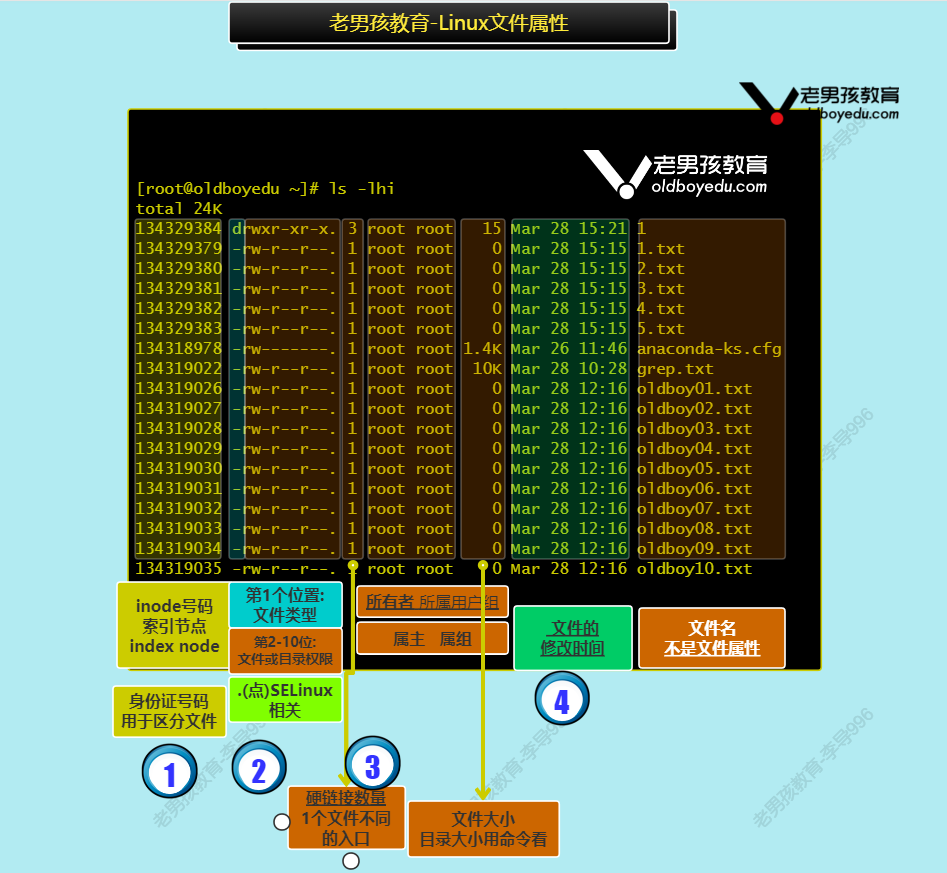 老男孩教育-Linux文件属性
老男孩教育
oldboyedu.com
老男孩教育
oldboyedu.com
[root@oldboyedu ~]# ls -lhi
total 24K
134329384 drwxr-xr-x. 3 root root 15 Mar 28 15:21 1
134329379 -rw-r--r--. 1 root root 0 Mar 28 15:15 1.txt
134329380 -rw-r--r--. 1 root root 0 Mar 28 15:15 2.txt
134329381 -rw-r--r--. 1 root root 0 Mar 28 15:15 3.txt
134329382 -rw-r--r--. 1 root root 0 Mar 28 15:15 4.txt
134329383 -rw-r--r--. 1 root root 0 Mar 28 15:15 5.txt
134318978 -rw-------. 1 root root 1.4K Mar 26 11:46 anaconda-ks.cfg
134319022 -rw-r--r--. 1 root root 10K Mar 28 10:28 grep.txt
134319026 -rw-r--r--. 1 root root 0 Mar 28 12:16 oldboy01.txt
134319027 -rw-r--r--. 1 root root 0 Mar 28 12:16 oldboy02.txt
134319028 -rw-r--r--. 1 root root 0 Mar 28 12:16 oldboy03.txt
134319029 -rw-r--r--. 1 root root 0 Mar 28 12:16 oldboy04.txt
134319030 -rw-r--r--. 1 root root 0 Mar 28 12:16 oldboy05.txt
134319031 -rw-r--r--. 1 root root 0 Mar 28 12:16 oldboy06.txt
134319032 -rw-r--r--. 1 root root 0 Mar 28 12:16 oldboy07.txt
134319033 -rw-r--r--. 1 root root 0 Mar 28 12:16 oldboy08.txt
134319034 -rw-r--r--. 1 root root 0 Mar 28 12:16 oldboy09.txt
134319035 -rw-r--r--. 1 root root 0 Mar 28 12:16 oldboy10.txt
inode号码
索引节点
index node
第1个位置:
文件类型
第2-10位:
文件或目录权限
.(点)SELinux
相关
所有者 所属用户组
属主 属组
文件的
修改时间
文件名
不是文件属性
身份证号码
用于区分文件
1
2
3
4
硬链接数量
1个文件不同
的入口
文件大小
目录大小用命令看
老男孩教育-李导996
老男孩教育-李导996
老男孩教育-李导996